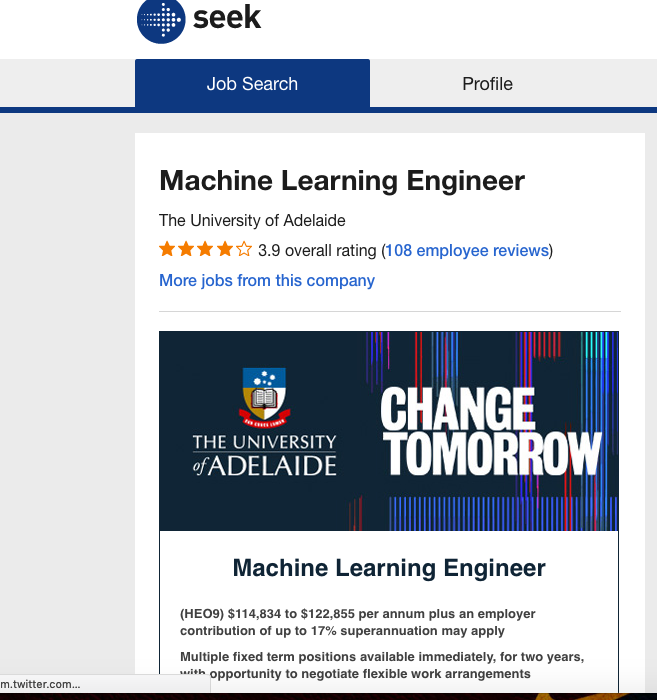 seek
Job Search
Profile
Machine Learning Engineer
The University of Adelaide
3.9 overall rating (108 employee reviews)
More jobs from this company
THE UNIVERSITY
of ADELAIDE
CHANGE
TOMORROW
Machine Learning Engineer
(HEO9) $114,834 to $122,855 per annum plus an employer
contribution of up to 17% superannuation may apply
Multiple fixed term positions available immediately, for two years,
with opportunity to negotiate flexible work arrangements
m.twitter.com...